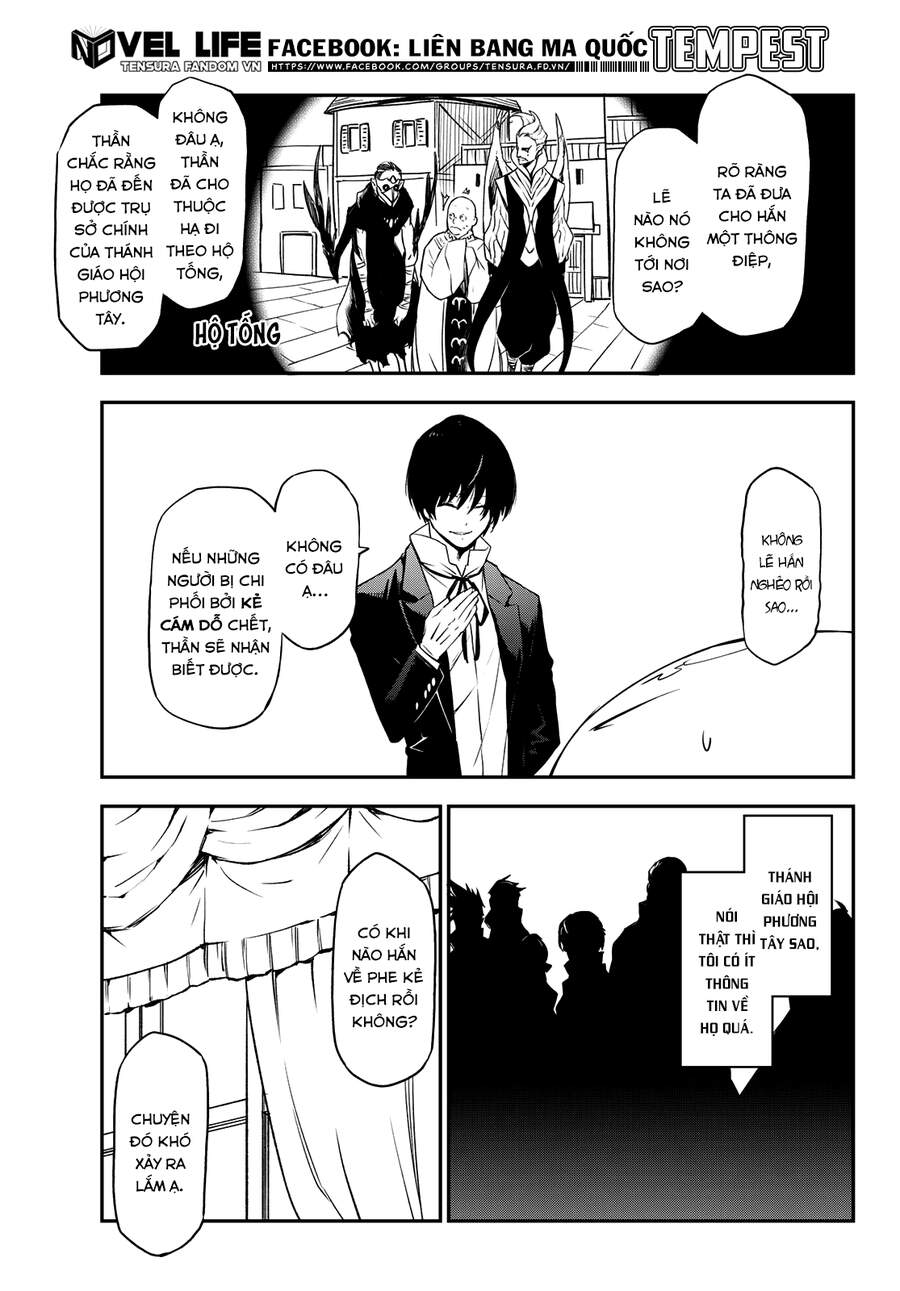 NOVEL LIFE
TENSURA FANDOM VN
FACEBOOK: LIÊN BANG MA QUỐC
HTTPS://WWW.FACEBOOK.COM/GROUPS/TENSURA.FD.VN/
TEMPEST
RÕ RÀNG
TA ĐÃ ĐƯA
CHO HẮN
MỘT THÔNG
ĐIỆP,
LẼ
NÀO NÓ
KHÔNG
TỚI NƠI
SAO?
KHÔNG
ĐÂU Ạ,
THẦN
ĐÃ CHO
THUỘC
HẠ ĐI
THEO HỘ
TỐNG,
THẦN
CHẮC RẰNG
HỌ ĐÃ ĐẾN
ĐƯỢC TRỤ
SỞ CHÍNH
CỦA THÁNH
GIÁO HỘI
PHƯƠNG
TÂY.
HỘ TỐNG
KHÔNG
LẼ HẮN
NGHẺO RỒI
SAO...
KHÔNG
CÓ ĐÂU
Ạ...
NẾU NHỮNG
NGƯỜI BỊ CHI
PHỐI BỞI KẺ
CÁM DỖ CHẾT,
THẦN SẼ NHẬN
BIẾT ĐƯỢC.
THÁNH
GIÁO HỘI
PHƯƠNG
TÂY SAO,
NÓI
THẬT THÌ
TÔI CÓ ÍT
THÔNG
TIN VỀ
HỌ QUÁ.
CÓ KHI
NÀO HẮN
VỀ PHE KẺ
ĐỊCH RỒI
KHÔNG?
CHUYỆN
ĐÓ KHÓ
XẢY RA
LẮM Ạ.